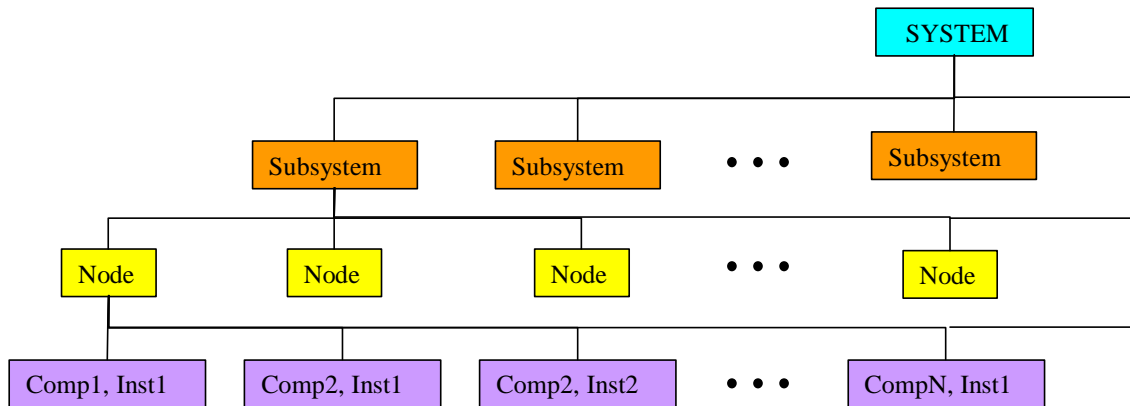 SYSTEM
Subsystem
Subsystem
Subsystem
Node
Node
Node
Node
Comp1, Inst1
Comp2, Inst1
Comp2, Inst2
CompN, Inst1